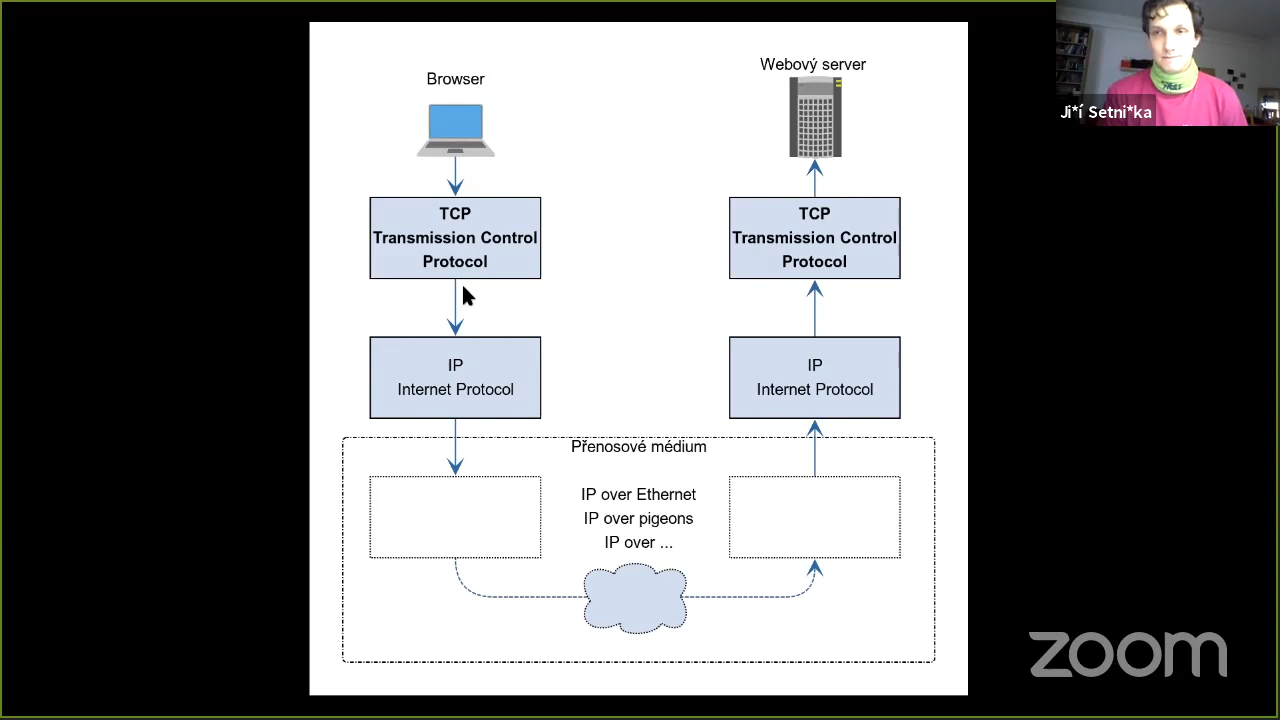 Browser
Webový server
Ji*í Setni*ka
TCP
Transmission Control
Protocol
TCP
Transmission Control
Protocol
IP
Internet Protocol
IP
Internet Protocol
Přenosové médium
IP over Ethernet
IP over pigeons
IP over ...
zoom